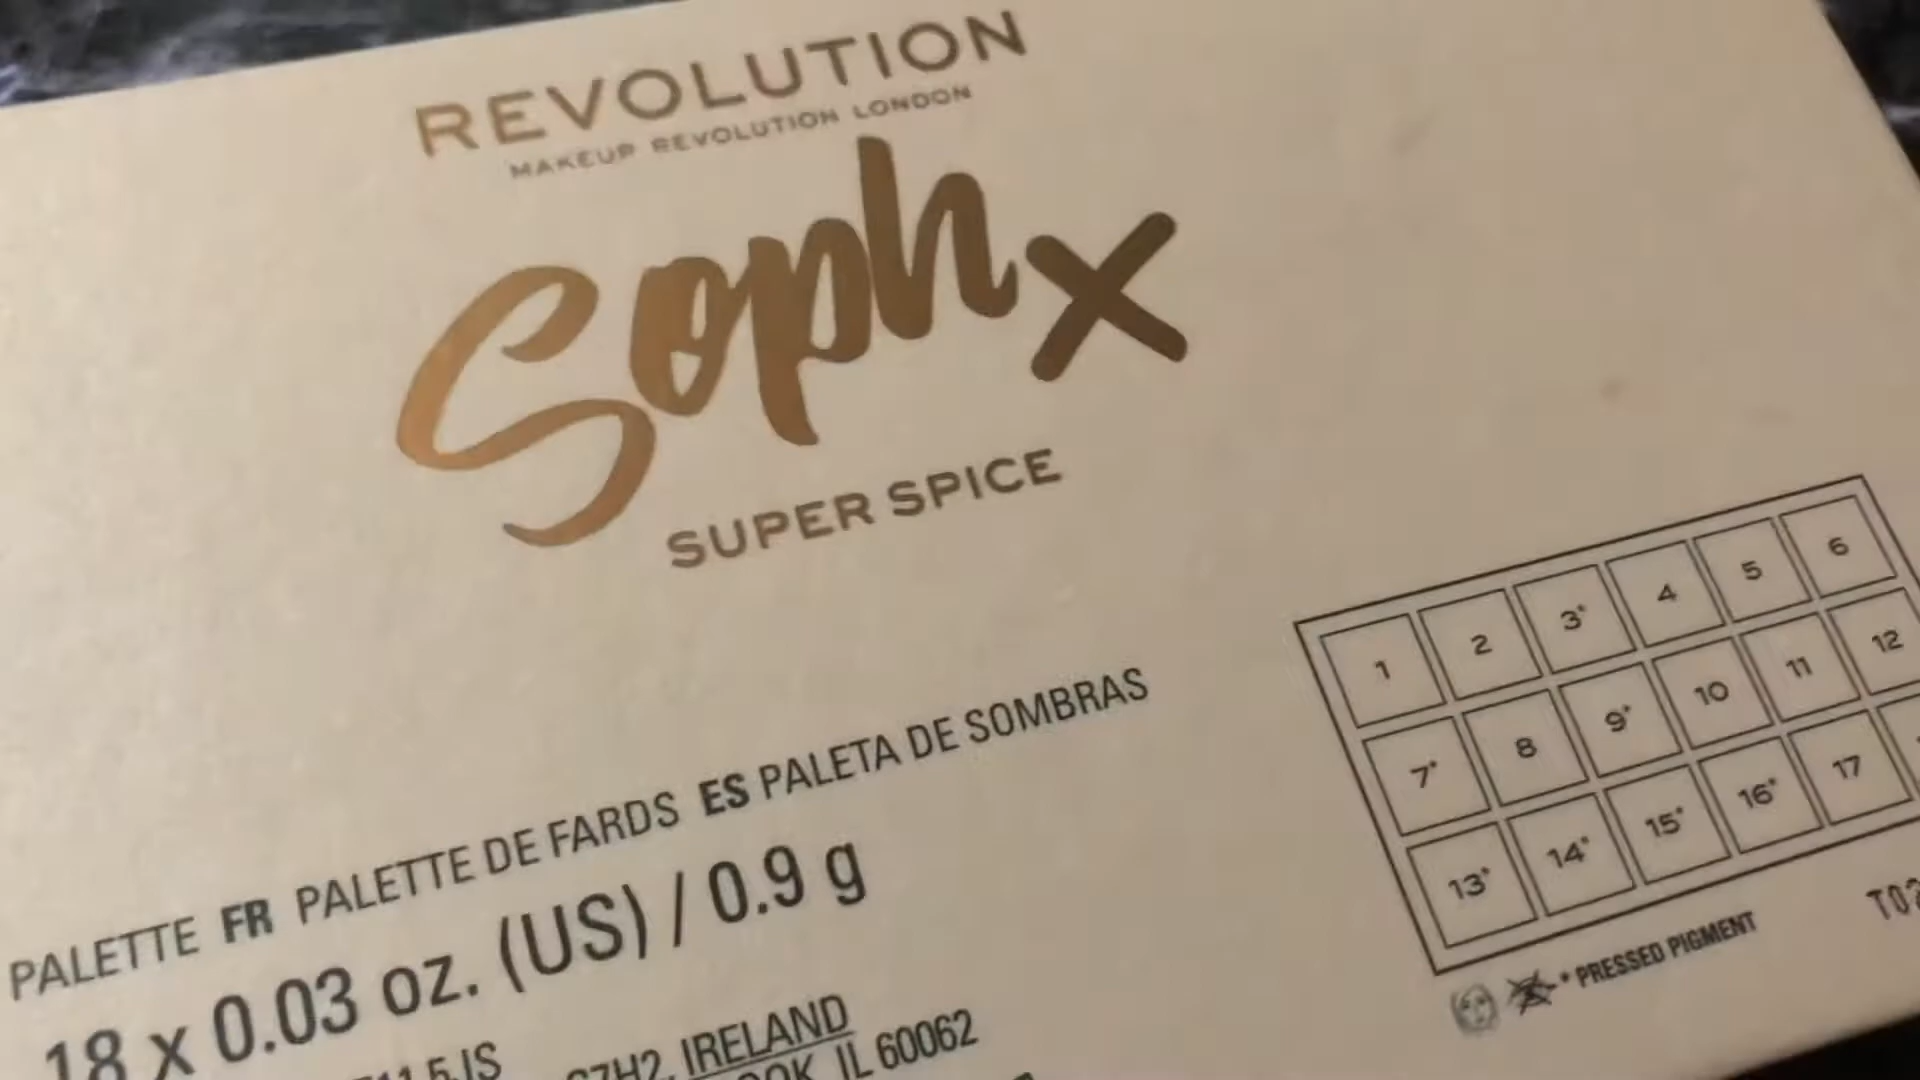 REVOLUTION
MAKEUP REVOLUTION LONDON
Soph X
SUPER SPICE
PALETTE FR PALETTE DE FARDS ES PALETA DE SOMBRAS
18 x 0.03 oz. (US) / 0.9 g
5JS
IRELAND
IL 60062
1 2 3* 4 5 6
7* 8 9* 10 11 12
13* 14* 15* 16* 17
* PRESSED PIGMENT